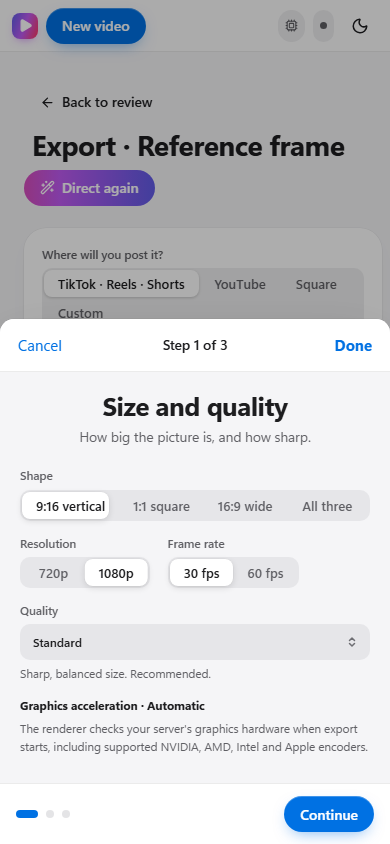 New video
Back to review
Export · Reference frame
Direct again
Where will you post it?
TikTok · Reels · Shorts YouTube Square
Custom
Cancel Step 1 of 3 Done
Size and quality
How big the picture is, and how sharp.
Shape
9:16 vertical 1:1 square 16:9 wide All three
Resolution Frame rate
720p 1080p 30 fps 60 fps
Quality
Standard
Sharp, balanced size. Recommended.
Graphics acceleration · Automatic
The renderer checks your server's graphics hardware when export
starts, including supported NVIDIA, AMD, Intel and Apple encoders.
Continue